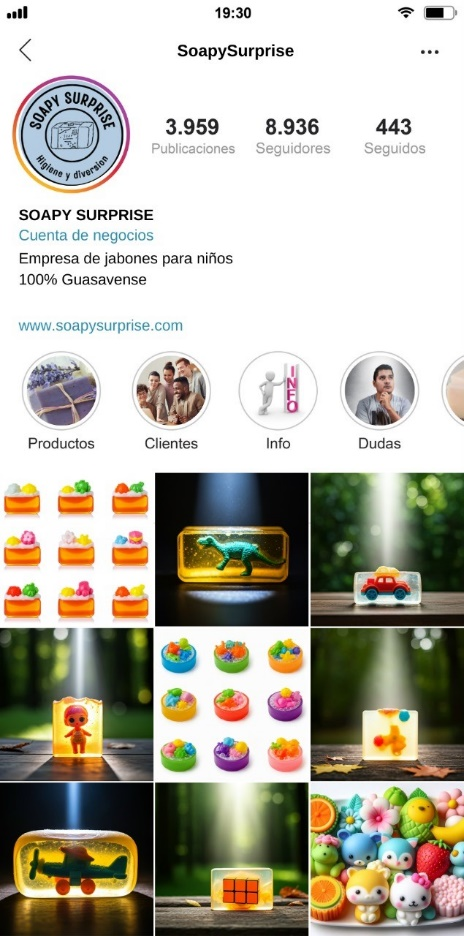 19:30
SoapySurprise
SOAPY SURPRISE
Higiene y diversion
3.959 8.936 443
Publicaciones Seguidores Seguidos
SOAPY SURPRISE
Cuenta de negocios
Empresa de jabones para niños
100% Guasavense
www.soapysurprise.com
INFO
Productos Clientes Info Dudas